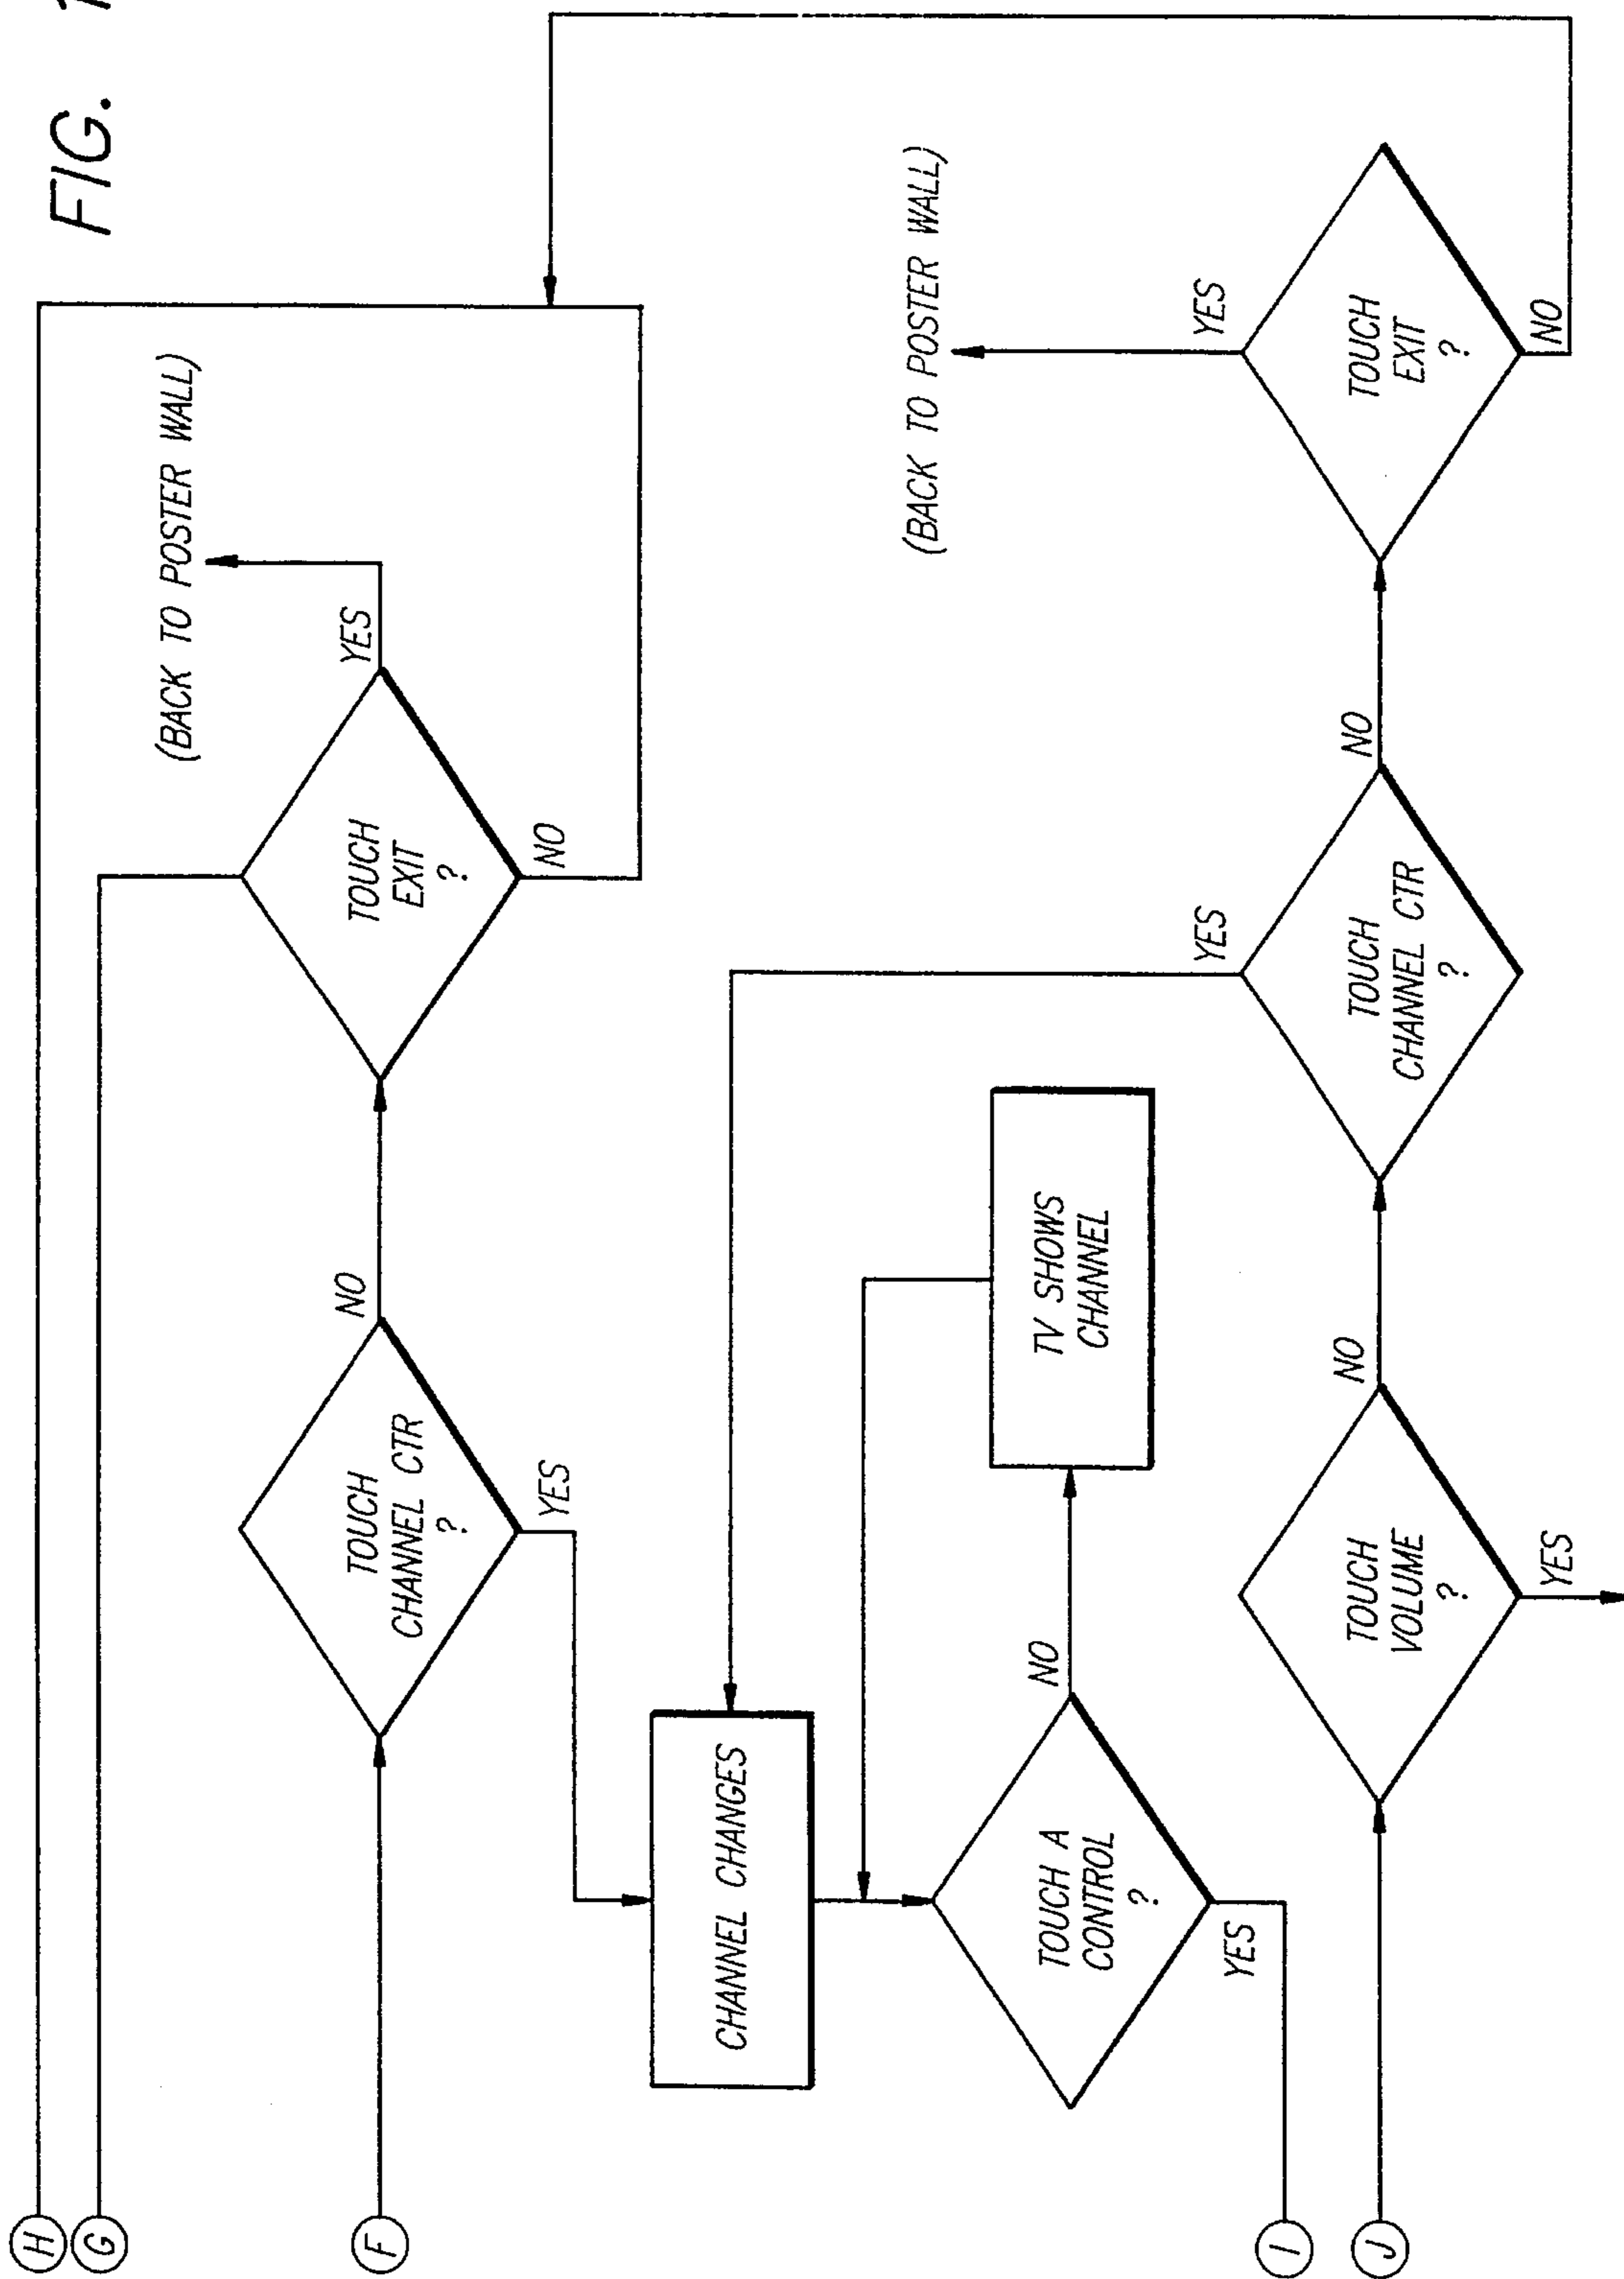 FIG. 1
H
G
(BACK TO POSTER WALL)
F
TOUCH
CHANNEL CTR
?
NO
YES
TOUCH
EXIT
?
YES
NO
CHANNEL CHANGES
(BACK TO POSTER WALL)
TOUCH A
CONTROL
?
NO
YES
TV SHOWS
CHANNEL
I
J
TOUCH
VOLUME
?
NO
YES
TOUCH
CHANNEL CTR
?
YES
NO
TOUCH
EXIT
?
YES
NO